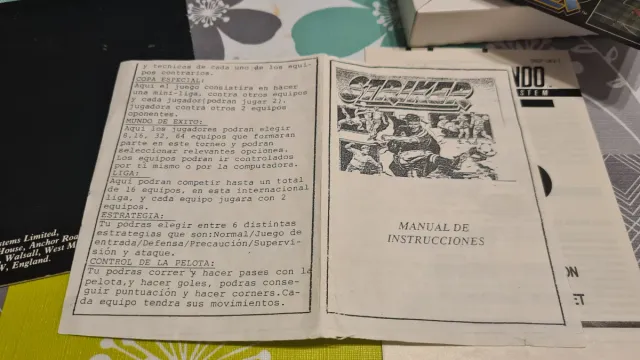 y tecnicas de cada uno de los equi-
pos contrarios.
COPA ESPECIAL:
Aqui el juego consistira en hacer
una mini-liga, contra otros equipos
y cada jugador(podran jugar 2),
jugadora contra otros 3 equipos
oponentes.
MUNDO DE EXITO:
Aqui los jugadores podran elegir
8,16, 32, 64 equipos que formaran
parte en este torneo y podran
seleccionar relevantes opciones.
Los equipos podran ir controlados
por ti mismo o por la computadora.
LIGA:
Aqui podran competir hasta un total
de 18 equipos, en esta internacional
liga, y cada equipo jugara con 2
equipos.
ESTRATEGIA:
Tu podras elegir entre 6 distintas
estrategias que son:Normal/Juego de
entrada/Defensa/Precaución/Supervi-
sión y ataque.
CONTROL DE LA PELOTA:
Tu podras correr y hacer pases con la
pelota,y hacer goles, podras conse-
guir puntuación y hacer corners.Ca-
da equipo tendra sus movimientos.
STRIKER
MANUAL DE
INSTRUCCIONES
stems Limited,
House, Anchor Roa
Walsall, West M
England.
NDO
STEM
ON
ET